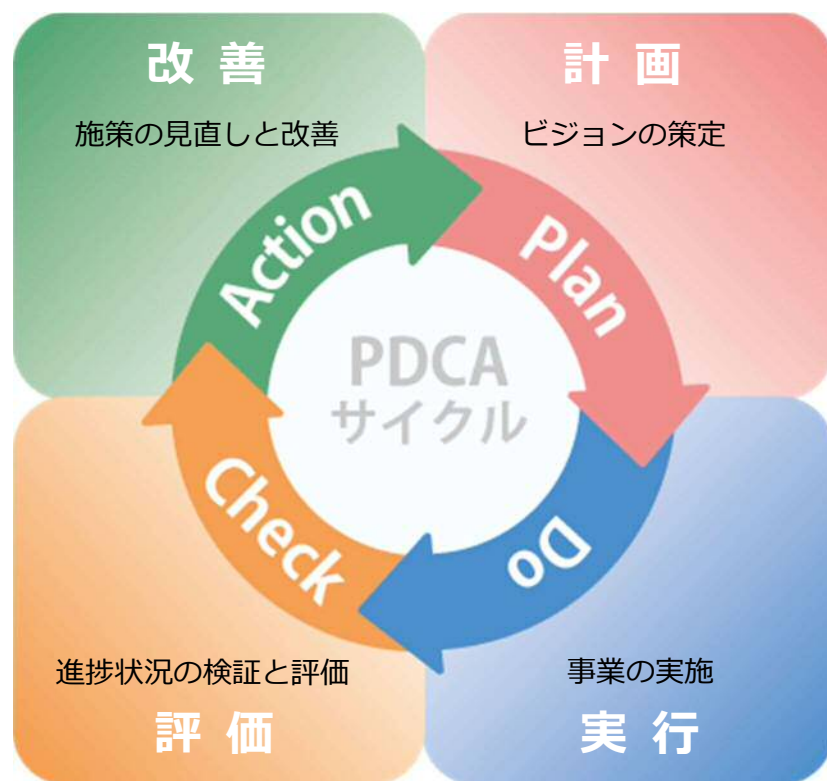 改善
施策の見直しと改善
計画
ビジョンの策定
Action
Plan
PDCA
サイクル
Check
Do
進捗状況の検証と評価
評価
事業の実施
実行